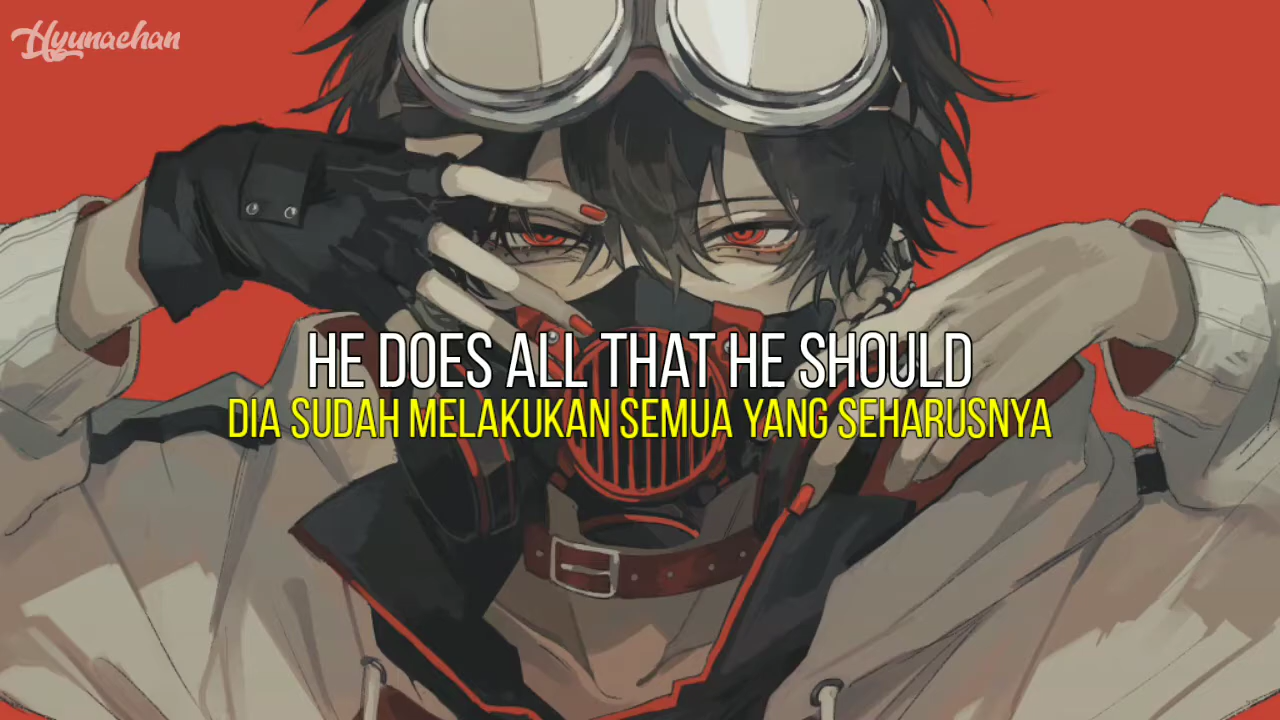 Hyunachan
HE DOES ALL THAT HE SHOULD
DIA SUDAH MELAKUKAN SEMUA YANG SEHARUSNYA